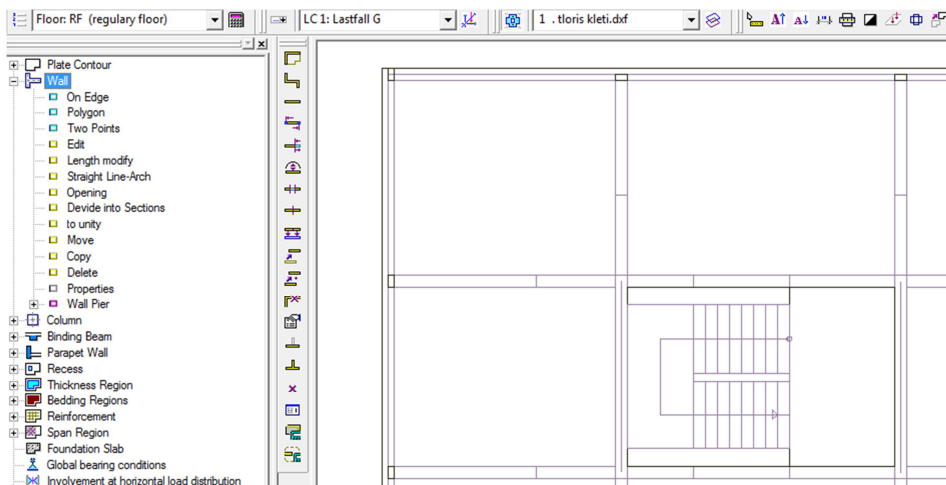 Floor: RF (regulary floor)
LC 1: Lastfall G
1 . tloris kleti.dxf
Plate Contour
Wall
On Edge
Polygon
Two Points
Edit
Length modify
Straight Line-Arch
Opening
Devide into Sections
to unity
Move
Copy
Delete
Properties
Wall Pier
Column
Binding Beam
Parapet Wall
Recess
Thickness Region
Bedding Regions
Reinforcement
Span Region
Foundation Slab
Global bearing conditions
Involvement at horizontal load distribution